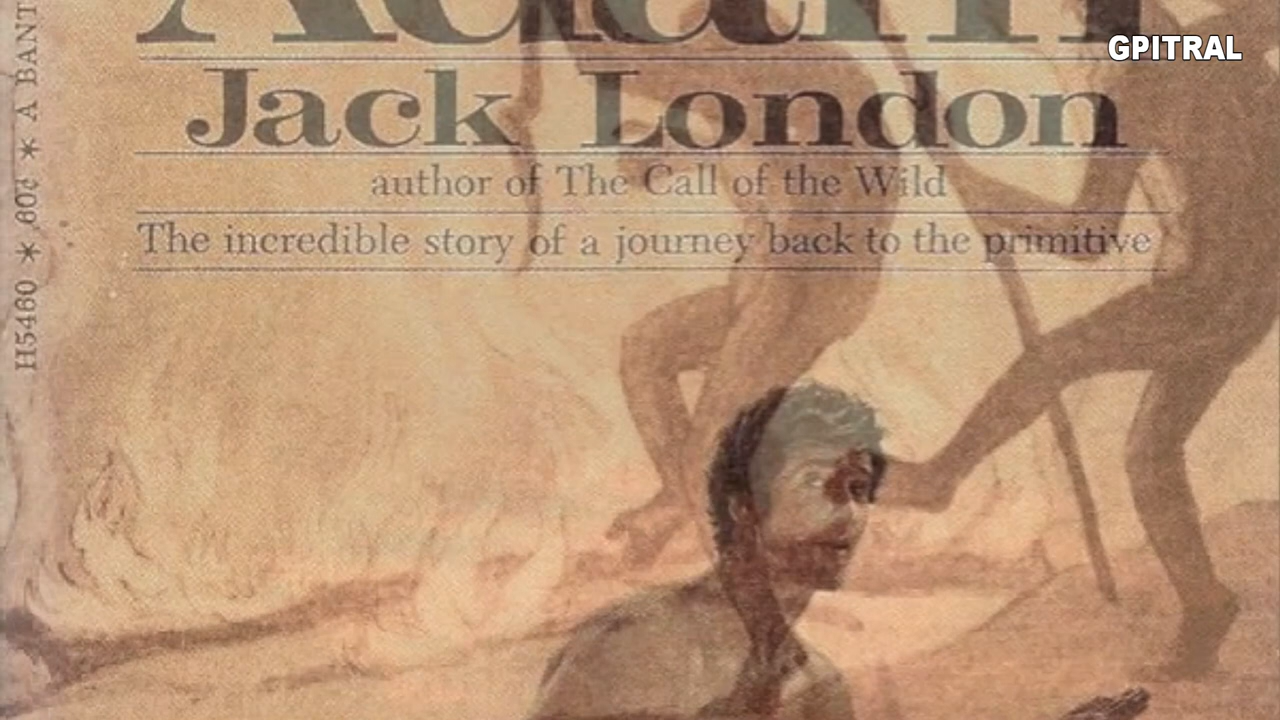 Adam
GPITRAL
Jack London
author of The Call of the Wild
The incredible story of a journey back to the primitive
H5460 * 60¢ * A BANT